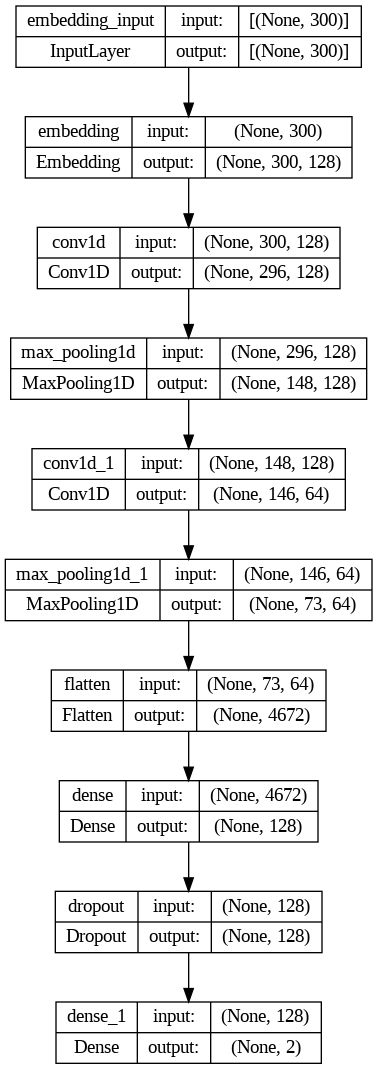 embedding_input input: [(None, 300)]
InputLayer output: [(None, 300)]
embedding input: (None, 300)
Embedding output: (None, 300, 128)
conv1d input: (None, 300, 128)
Conv1D output: (None, 296, 128)
max_pooling1d input: (None, 296, 128)
MaxPooling1D output: (None, 148, 128)
conv1d_1 input: (None, 148, 128)
Conv1D output: (None, 146, 64)
max_pooling1d_1 input: (None, 146, 64)
MaxPooling1D output: (None, 73, 64)
flatten input: (None, 73, 64)
Flatten output: (None, 4672)
dense input: (None, 4672)
Dense output: (None, 128)
dropout input: (None, 128)
Dropout output: (None, 128)
dense_1 input: (None, 128)
Dense output: (None, 2)